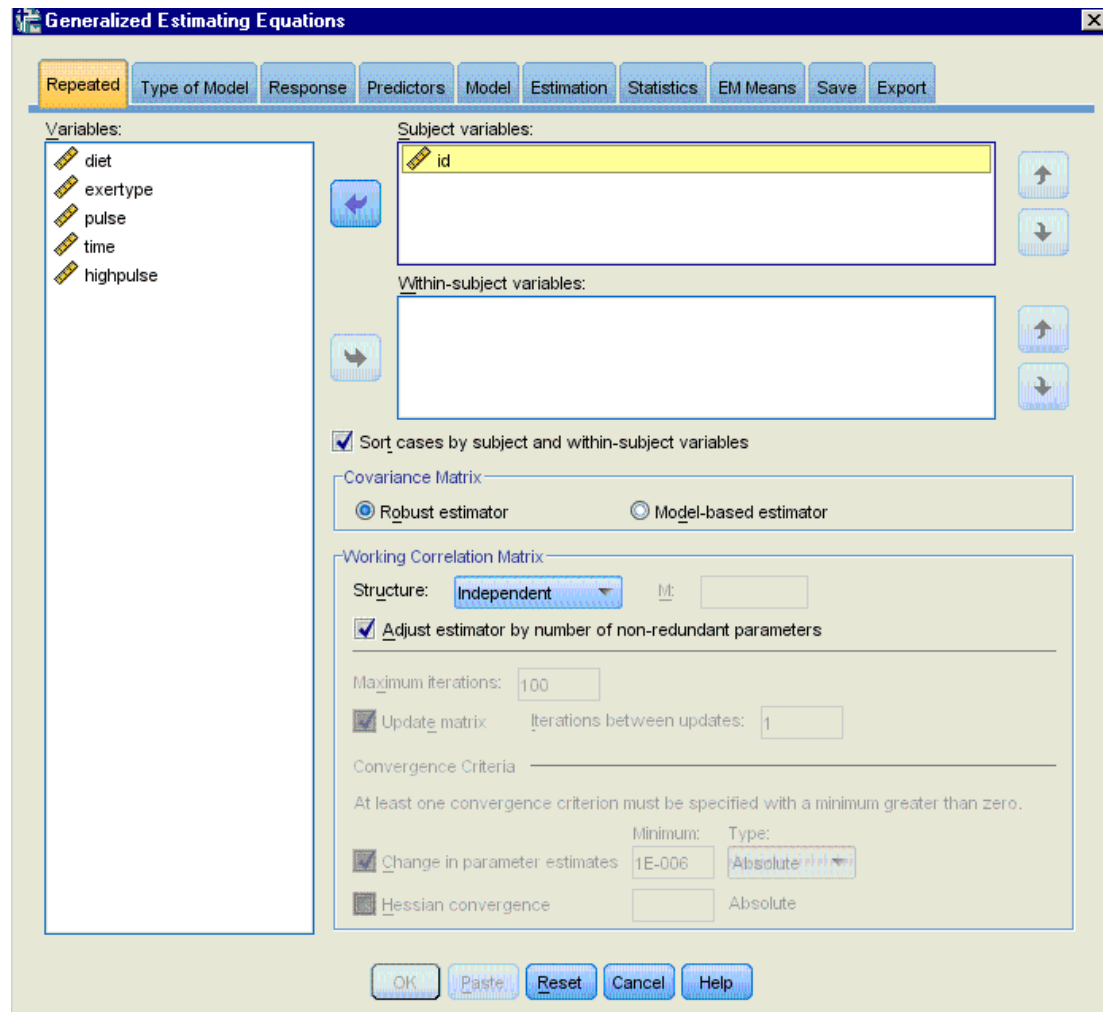 Generalized Estimating Equations
Repeated Type of Model Response Predictors Model Estimation Statistics EM Means Save Export
Variables:
diet
exertype
pulse
time
highpulse
Subject variables:
id
Within-subject variables:
Sort cases by subject and within-subject variables
Covariance Matrix
Robust estimator Model-based estimator
Working Correlation Matrix
Structure: Independent M:
Adjust estimator by number of non-redundant parameters
Maximum iterations: 100
Update matrix Iterations between updates: 1
Convergence Criteria
At least one convergence criterion must be specified with a minimum greater than zero.
Minimum: Type:
Change in parameter estimates 1E-006 Absolute
Hessian convergence Absolute
OK Paste Reset Cancel Help